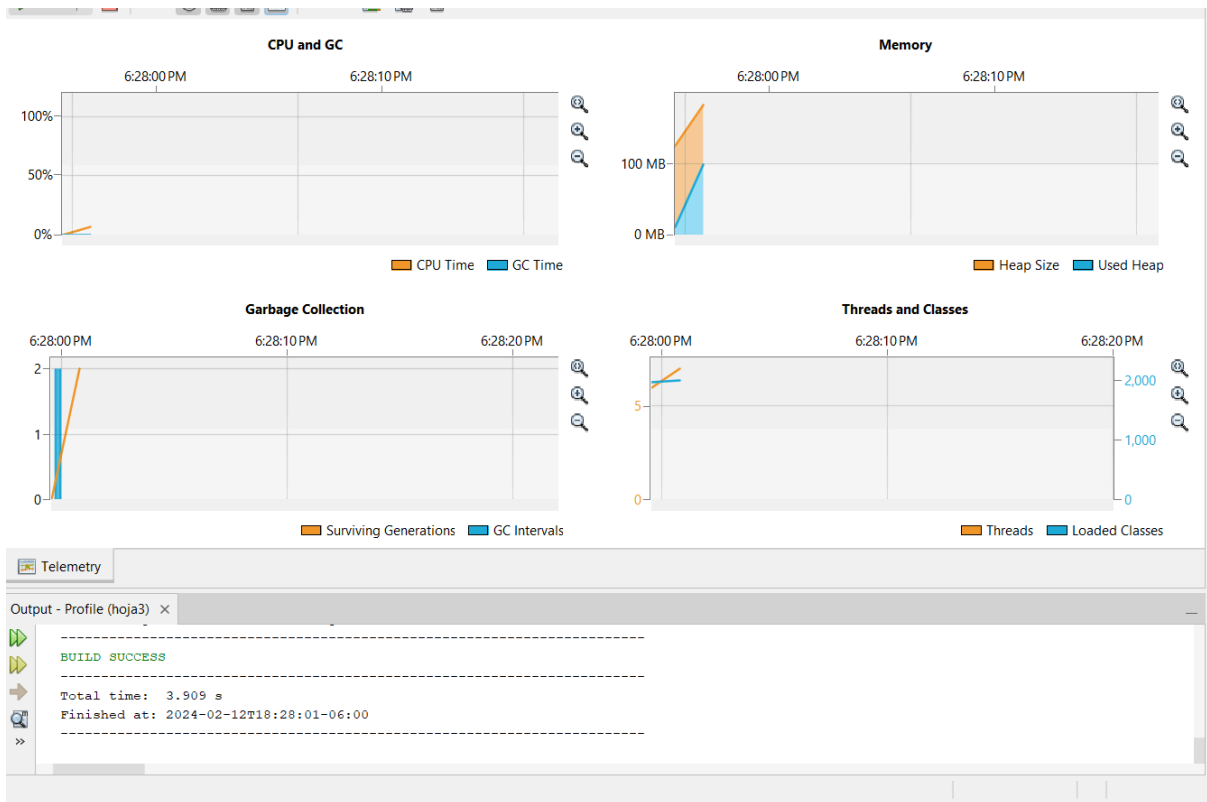 CPU and GC
6:28:00 PM 6:28:10 PM
100%
50%
0%
CPU Time GC Time
Memory
6:28:00 PM 6:28:10 PM
100 MB
0 MB
Heap Size Used Heap
Garbage Collection
6:28:00 PM 6:28:10 PM 6:28:20 PM
2
1
0
Surviving Generations GC Intervals
Threads and Classes
6:28:00 PM 6:28:10 PM 6:28:20 PM
5
0
2,000
1,000
0
Threads Loaded Classes
Telemetry
Output - Profile (hoja3)
------------------------------------------------------------------------
BUILD SUCCESS
------------------------------------------------------------------------
Total time:  3.909 s
Finished at: 2024-02-12T18:28:01-06:00
------------------------------------------------------------------------